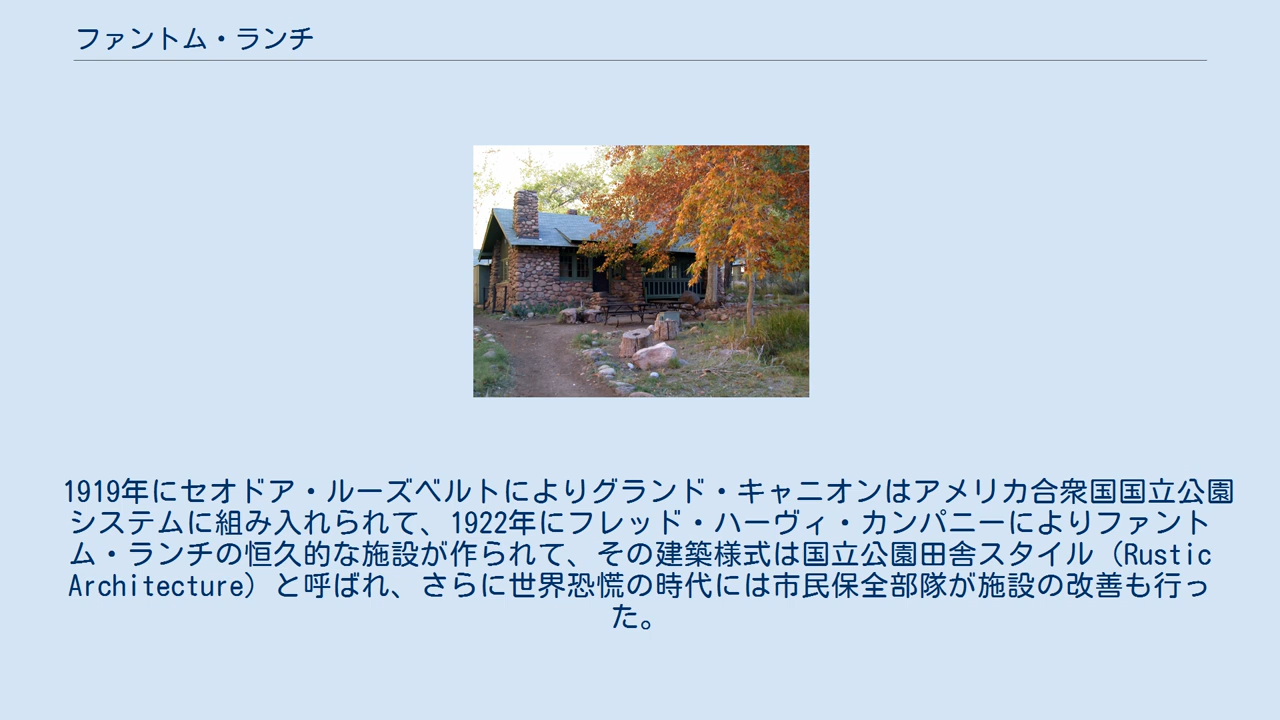 ファントム・ランチ
1919年にセオドア・ルーズベルトによりグランド・キャニオンはアメリカ合衆国国立公園
システムに組み入れられて、1922年にフレッド・ハーヴィ・カンパニーによりファント
ム・ランチの恒久的な施設が作られて、その建築様式は国立公園田舎スタイル（Rustic
Architecture）と呼ばれ、さらに世界恐慌の時代には市民保全部隊が施設の改善も行っ
た。